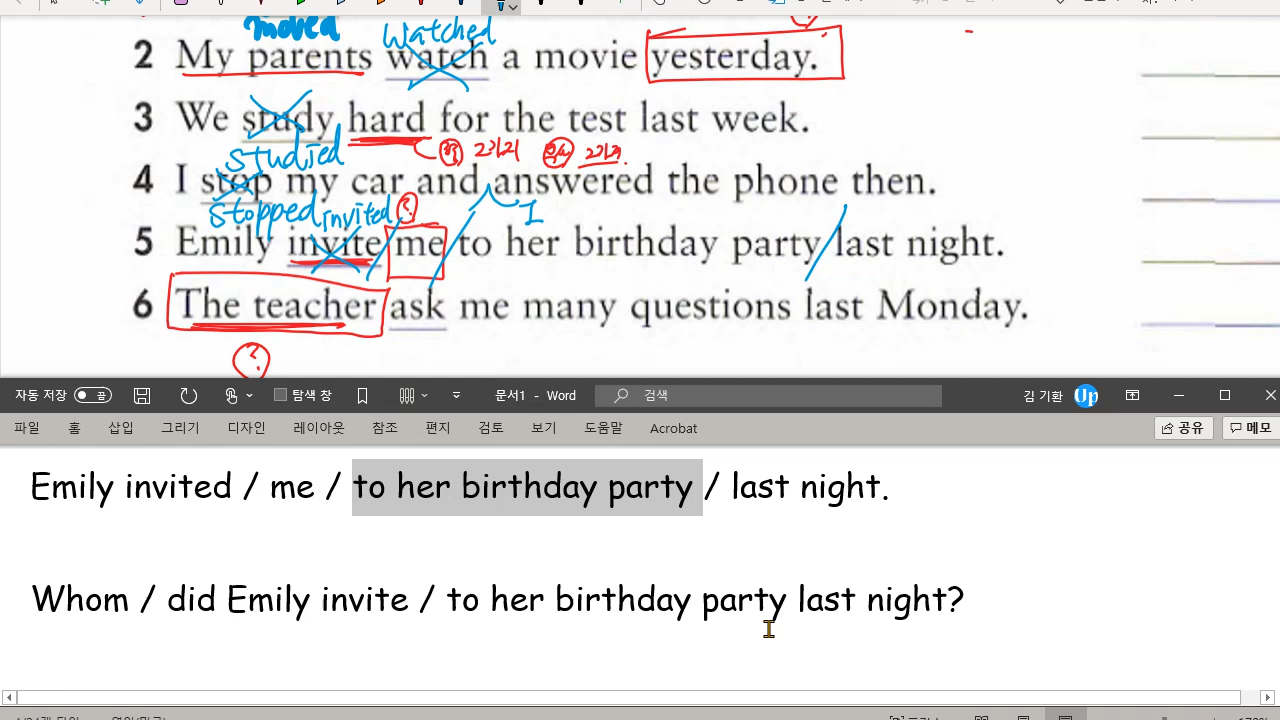 moved
watched
2 My parents watch a movie yesterday.
3 We study hard for the test last week.
studied
4 I stop my car and answered the phone then.
stopped invited ? I
5 Emily invite me to her birthday party last night.
6 The teacher ask me many questions last Monday.
?
자동 저장 끔 탐색 창 문서1 - Word 검색 김 기환 Up
파일 홈 삽입 그리기 디자인 레이아웃 참조 편지 검토 보기 도움말 Acrobat 공유 메모
Emily invited / me / to her birthday party / last night.
Whom / did Emily invite / to her birthday party last night?